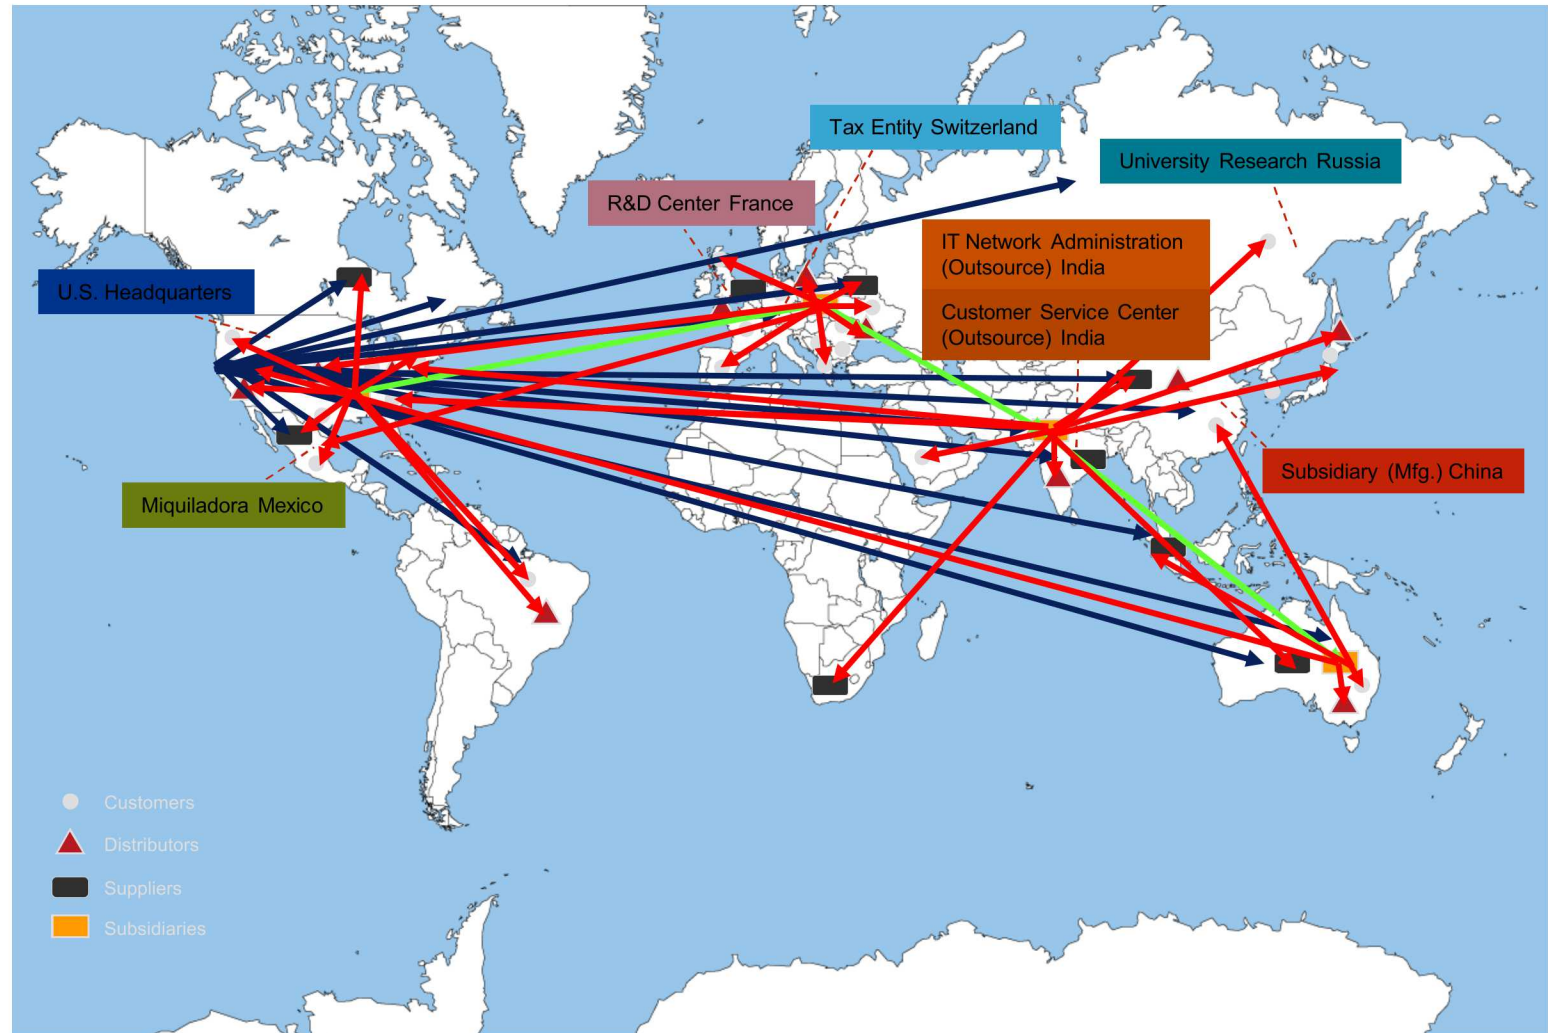 Tax Entity Switzerland
University Research Russia
R&D Center France
IT Network Administration
(Outsource) India
U.S. Headquarters
Customer Service Center
(Outsource) India
Subsidiary (Mfg.) China
Miquiladora Mexico
Customers
Distributors
Suppliers
Subsidiaries